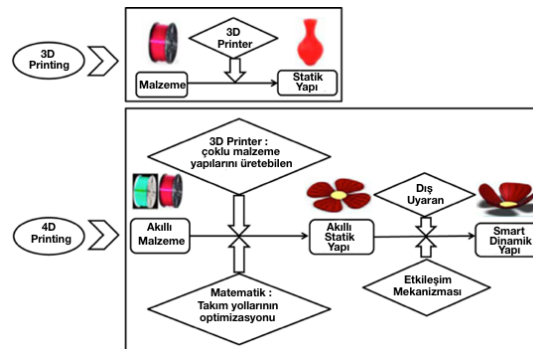 3D
Printing
3D
Printer
Malzeme
Statik
Yapı
4D
Printing
3D Printer :
çoklu malzeme
yapılarını üretebilen
Akıllı
Malzeme
Matematik :
Takım yollarının
optimizasyonu
Akıllı
Statik
Yapı
Dış
Uyaran
Etkileşim
Mekanizması
Smart
Dinamik
Yapı